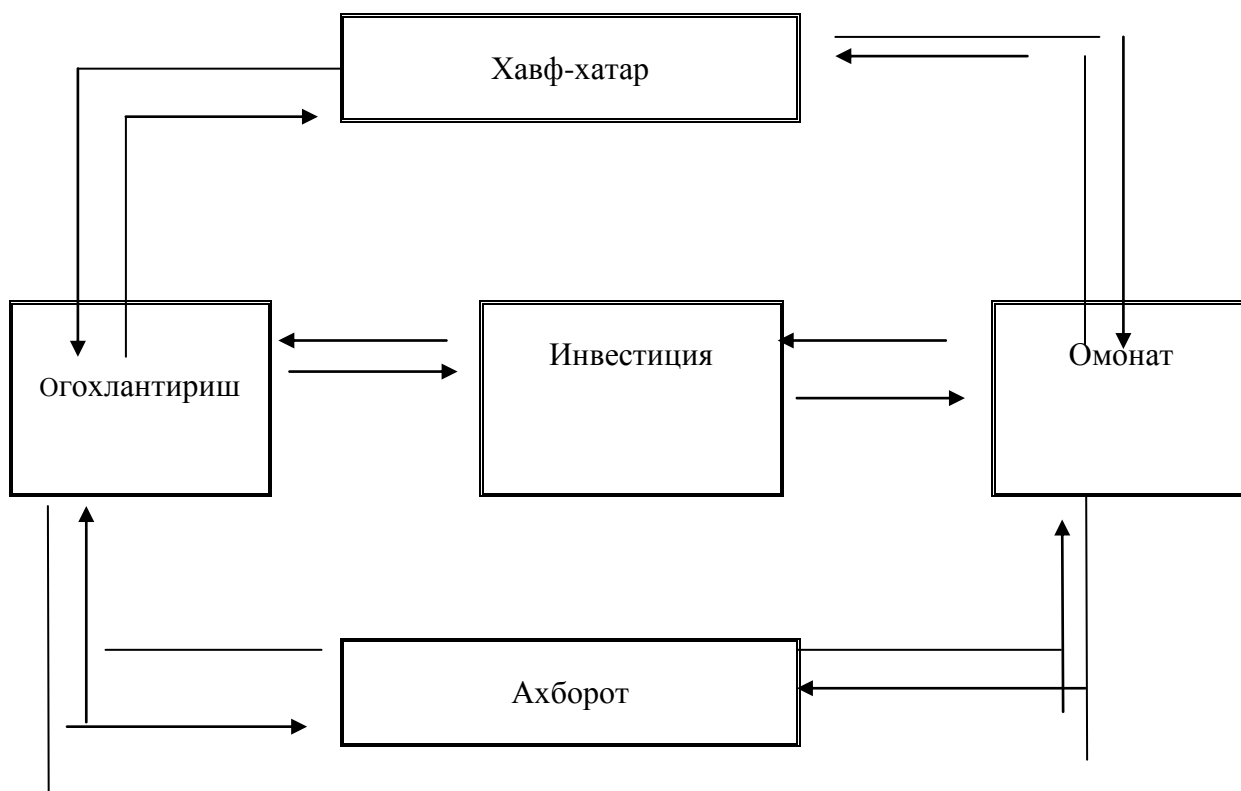 Хавф-хатар
Огохлантириш
Инвестиция
Омонат
Ахборот